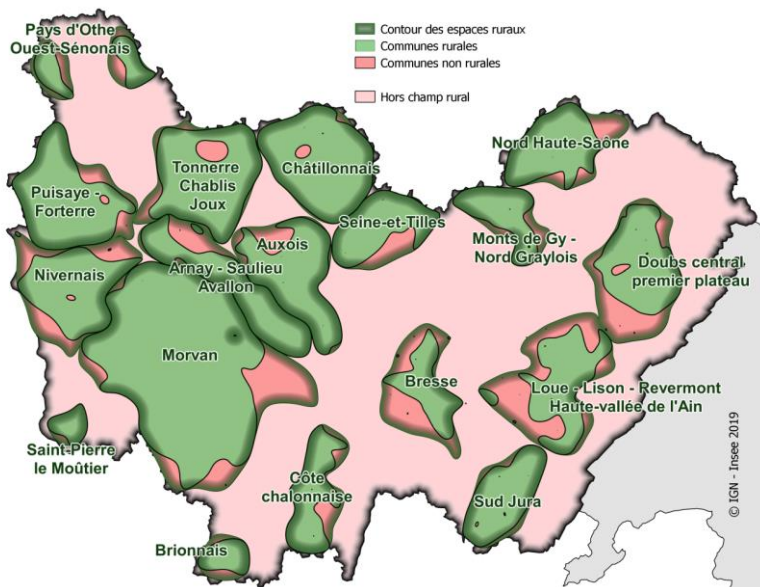 Pays d'Othe
Ouest-Sénonais
Contour des espaces ruraux
Communes rurales
Communes non rurales
Hors champ rural
Nord Haute-Saône
Tonnerre
Chablis
Joux
Châtillonnais
Puisaye -
Forterre
Seine-et-Tilles
Auxois
Monts de Gy -
Nord Graylois
Doubs central
premier plateau
Nivernais
Arnay - Saulieu
Avallon
Morvan
Bresse
Loue - Lison - Revermont
Haute-vallée de l'Ain
Saint-Pierre
le Moûtier
Côte
chalonnaise
Sud Jura
Brionnais
© IGN - Insee 2019